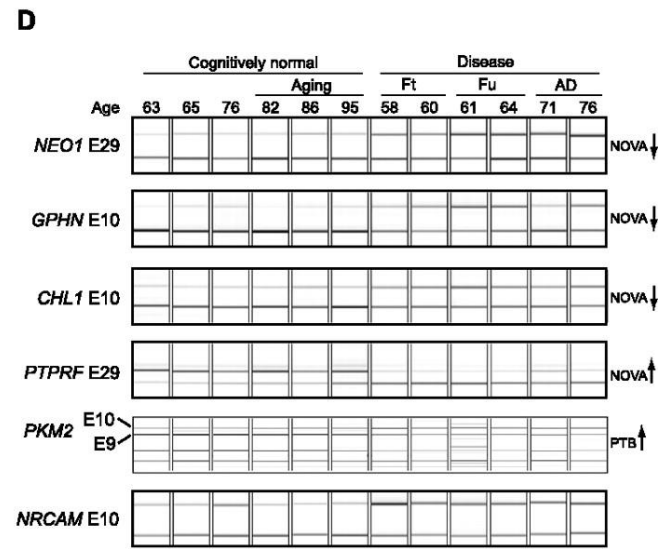 D
Cognitively normal Disease
Aging Ft Fu AD
Age 63 65 76 82 86 95 58 60 61 64 71 76
NEO1 E29 NOVA↓
GPHN E10 NOVA↓
CHL1 E10 NOVA↓
PTPRF E29 NOVA↑
E10
PKM2 PTB↑
E9
NRCAM E10